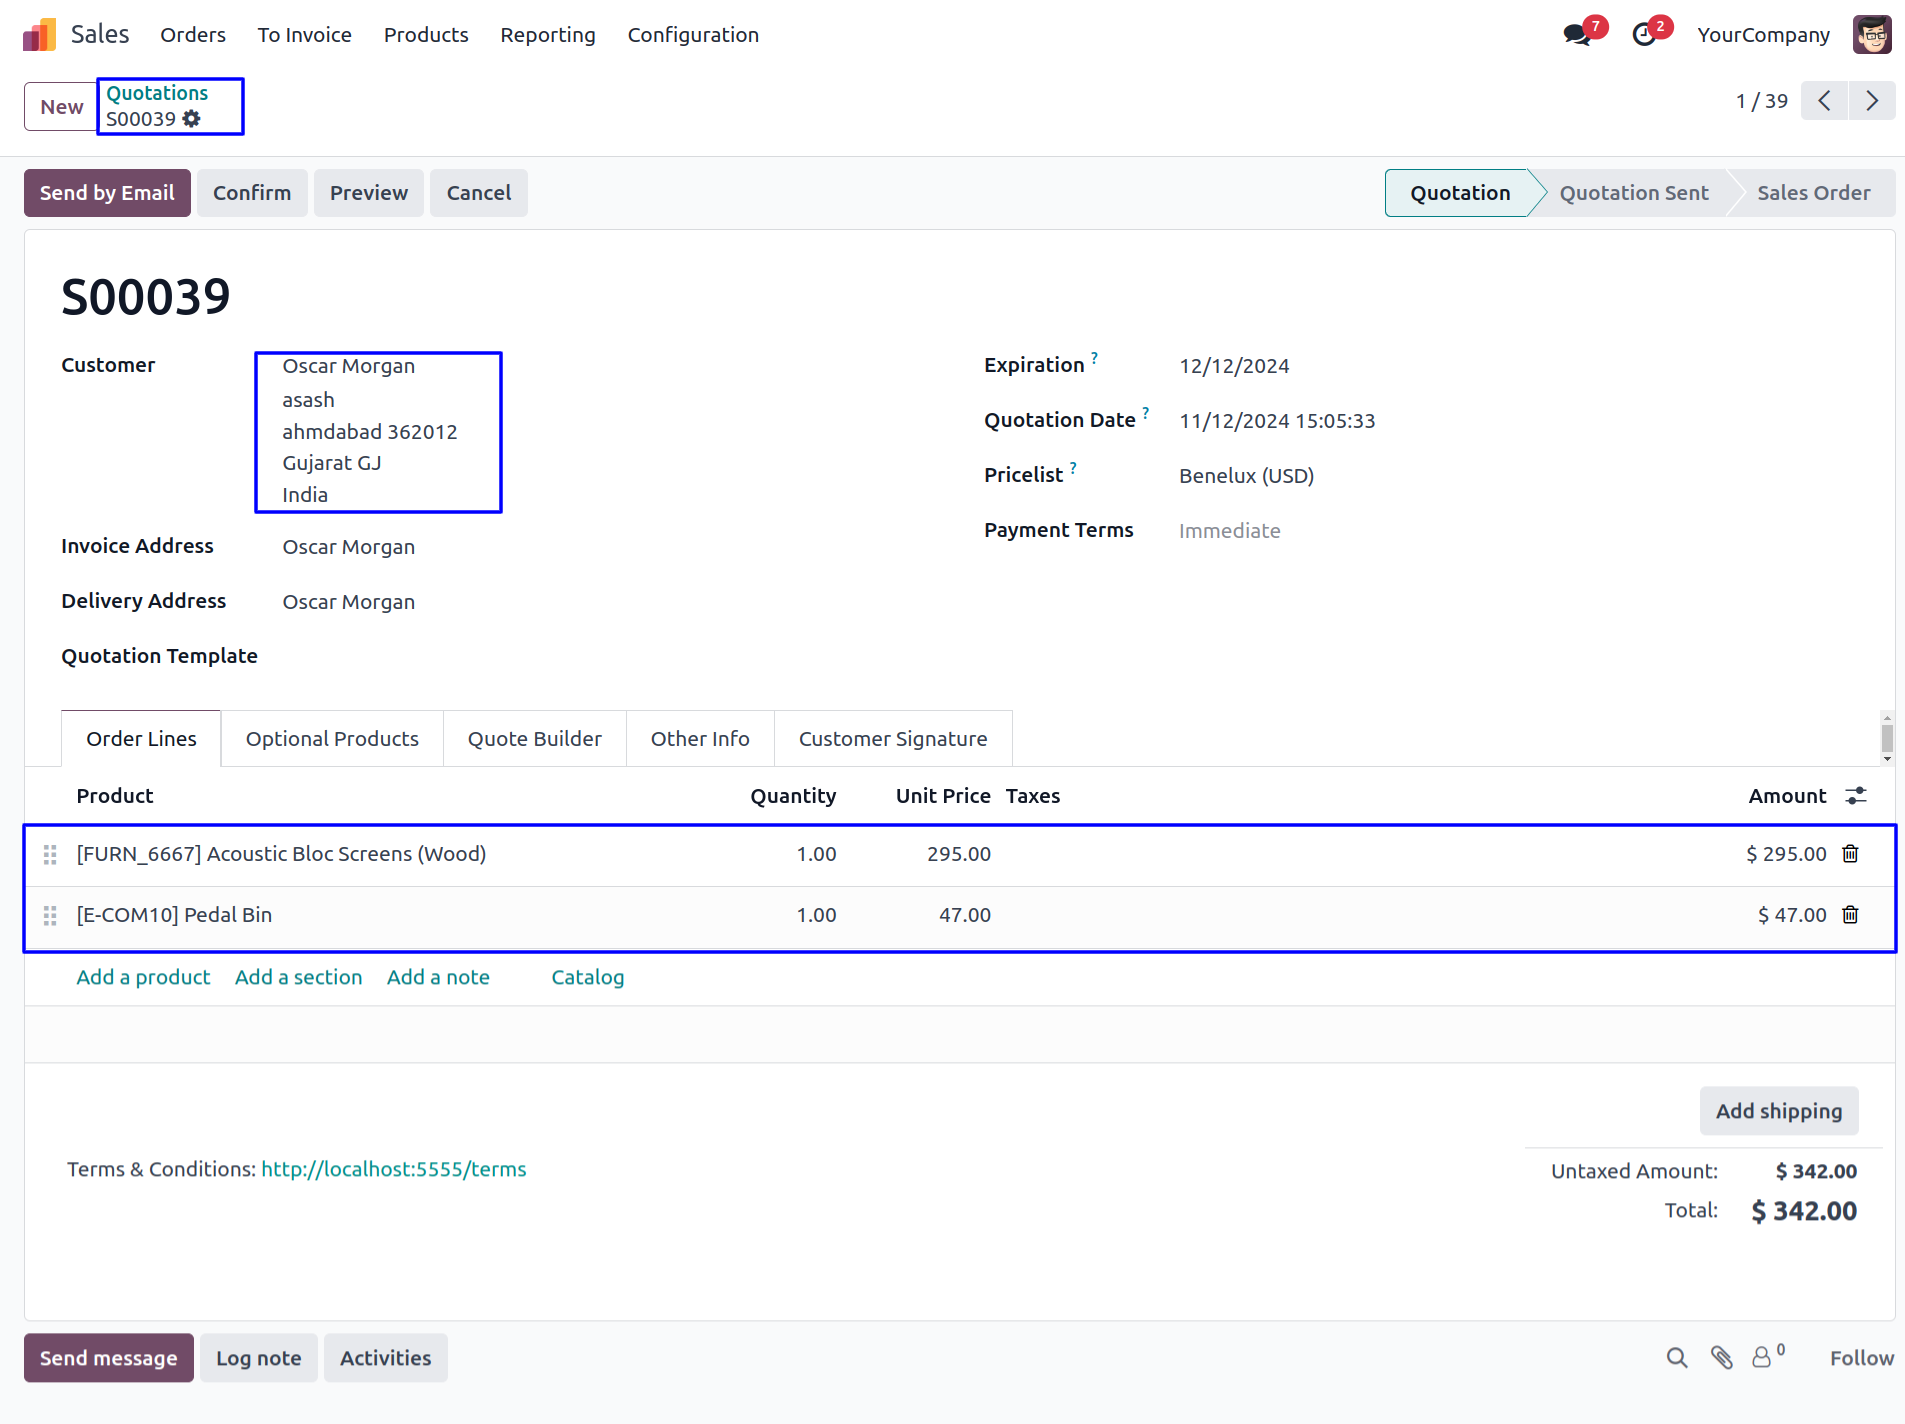 Sales Orders To Invoice Products Reporting Configuration 7 2 YourCompany
New Quotations
S00039
1 / 39
Send by Email Confirm Preview Cancel Quotation Quotation Sent Sales Order
S00039
Customer Oscar Morgan
asash
ahmdabad 362012
Gujarat GJ
India
Invoice Address Oscar Morgan
Delivery Address Oscar Morgan
Quotation Template
Expiration ? 12/12/2024
Quotation Date ? 11/12/2024 15:05:33
Pricelist ? Benelux (USD)
Payment Terms Immediate
Order Lines Optional Products Quote Builder Other Info Customer Signature
Product Quantity Unit Price Taxes Amount
[FURN_6667] Acoustic Bloc Screens (Wood) 1.00 295.00 $ 295.00
[E-COM10] Pedal Bin 1.00 47.00 $ 47.00
Add a product Add a section Add a note Catalog
Add shipping
Terms & Conditions: http://localhost:5555/terms
Untaxed Amount: $ 342.00
Total: $ 342.00
Send message Log note Activities 0 Follow